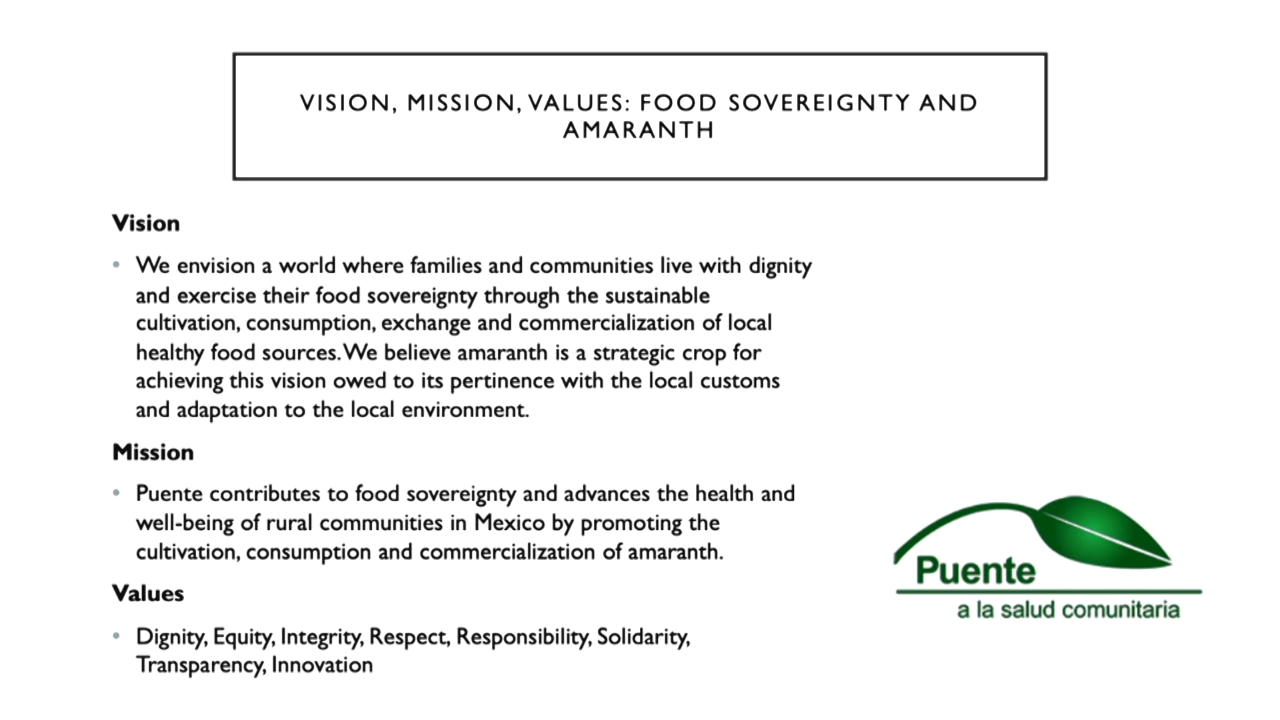 VISION, MISSION, VALUES: FOOD SOVEREIGNTY AND
AMARANTH
Vision
• We envision a world where families and communities live with dignity
and exercise their food sovereignty through the sustainable
cultivation, consumption, exchange and commercialization of local
healthy food sources. We believe amaranth is a strategic crop for
achieving this vision owed to its pertinence with the local customs
and adaptation to the local environment.
Mission
• Puente contributes to food sovereignty and advances the health and
well-being of rural communities in Mexico by promoting the
cultivation, consumption and commercialization of amaranth.
Values
• Dignity, Equity, Integrity, Respect, Responsibility, Solidarity,
Transparency, Innovation
Puente
a la salud comunitaria